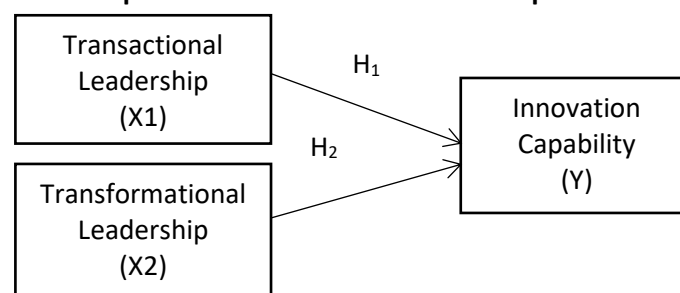 Transactional
Leadership
(X1)
H1
Innovation
Capability
(Y)
H2
Transformational
Leadership
(X2)